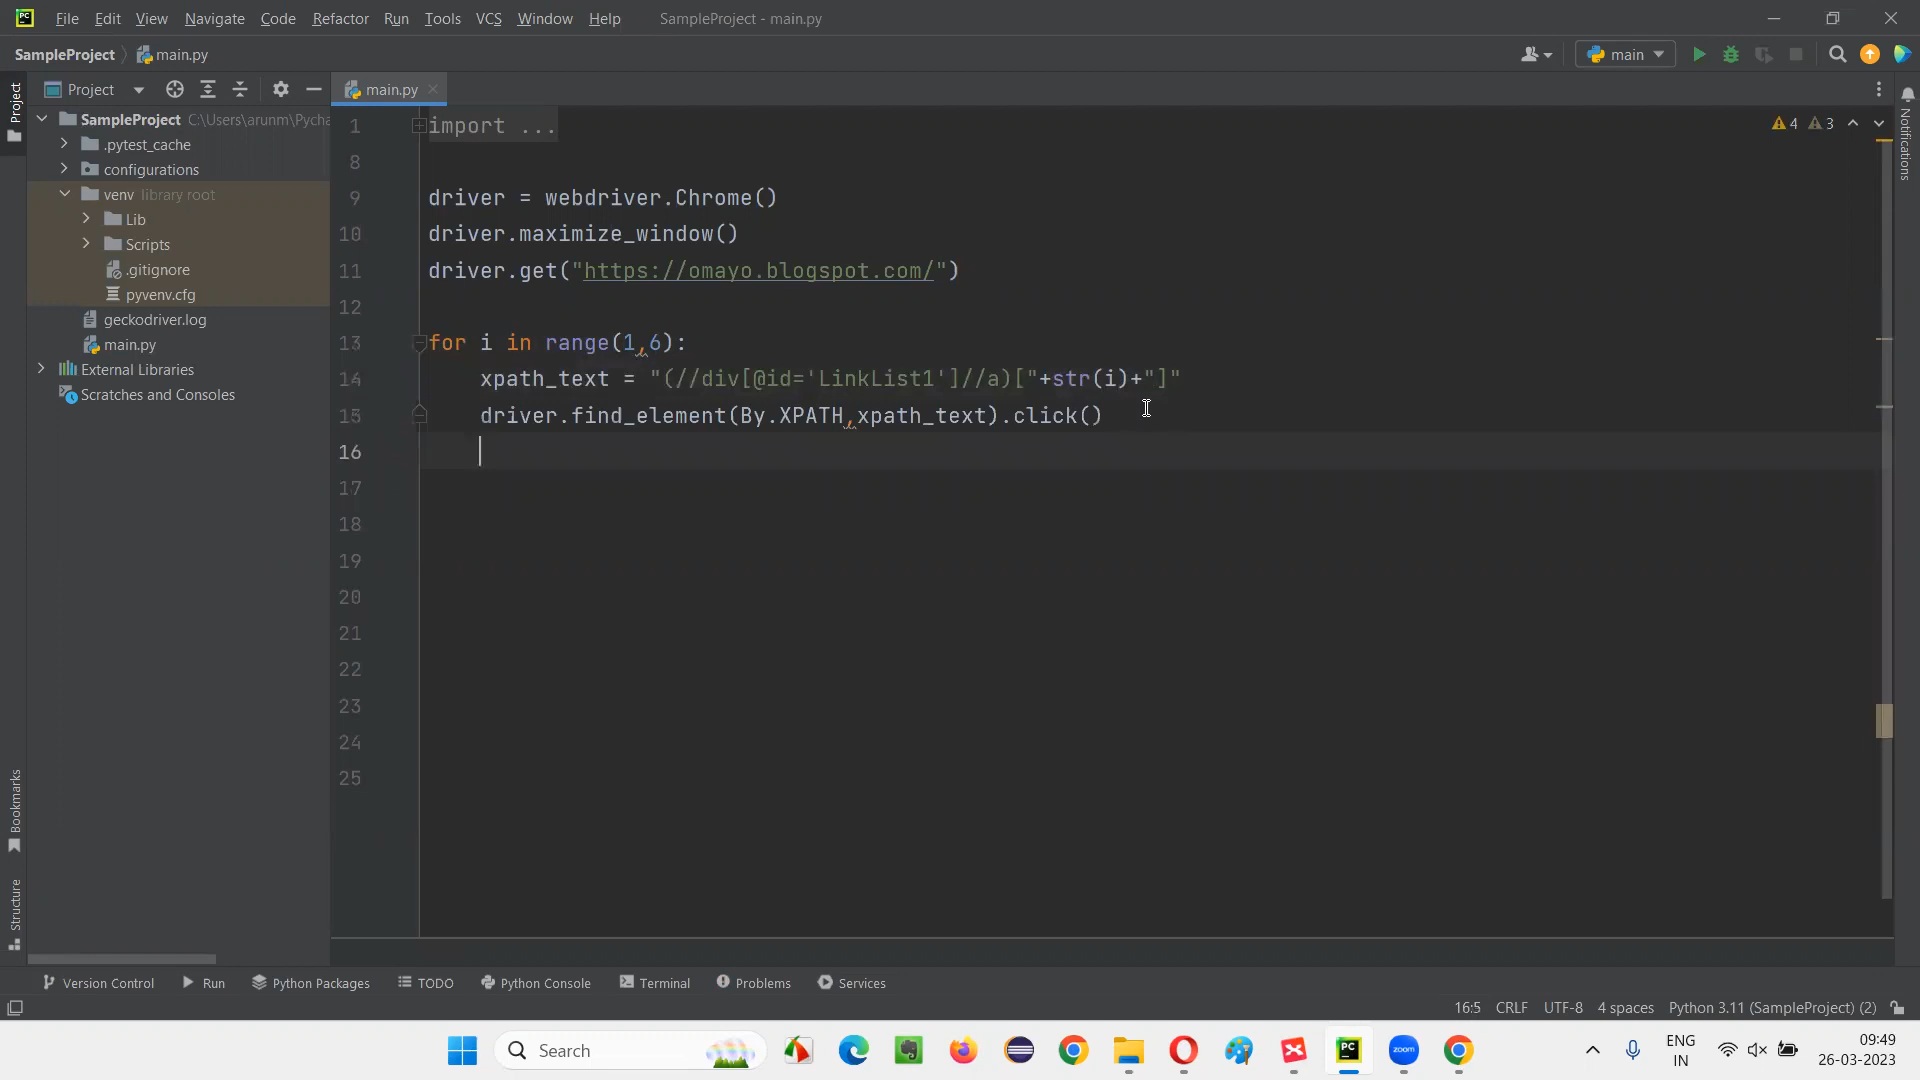 PC File Edit View Navigate Code Refactor Run Tools VCS Window Help SampleProject - main.py
SampleProject main.py main
Project main.py
Project
SampleProject C:\Users\arunm\Pycha
.pytest_cache
configurations
venv library root
Lib
Scripts
.gitignore
pyvenv.cfg
geckodriver.log
main.py
External Libraries
Scratches and Consoles
Bookmarks
Structure
1 import ...
8
9 driver = webdriver.Chrome()
10 driver.maximize_window()
11 driver.get("https://omayo.blogspot.com/")
12
13 for i in range(1,6):
14 xpath_text = "(//div[@id='LinkList1']//a)["+str(i)+"]"
15 driver.find_element(By.XPATH,xpath_text).click()
16
17
18
19
20
21
22
23
24
25
4 3
Notifications
Version Control Run Python Packages TODO Python Console Terminal Problems Services
16:5 CRLF UTF-8 4 spaces Python 3.11 (SampleProject) (2)
Search PC zoom ENG 09:49
IN 26-03-2023